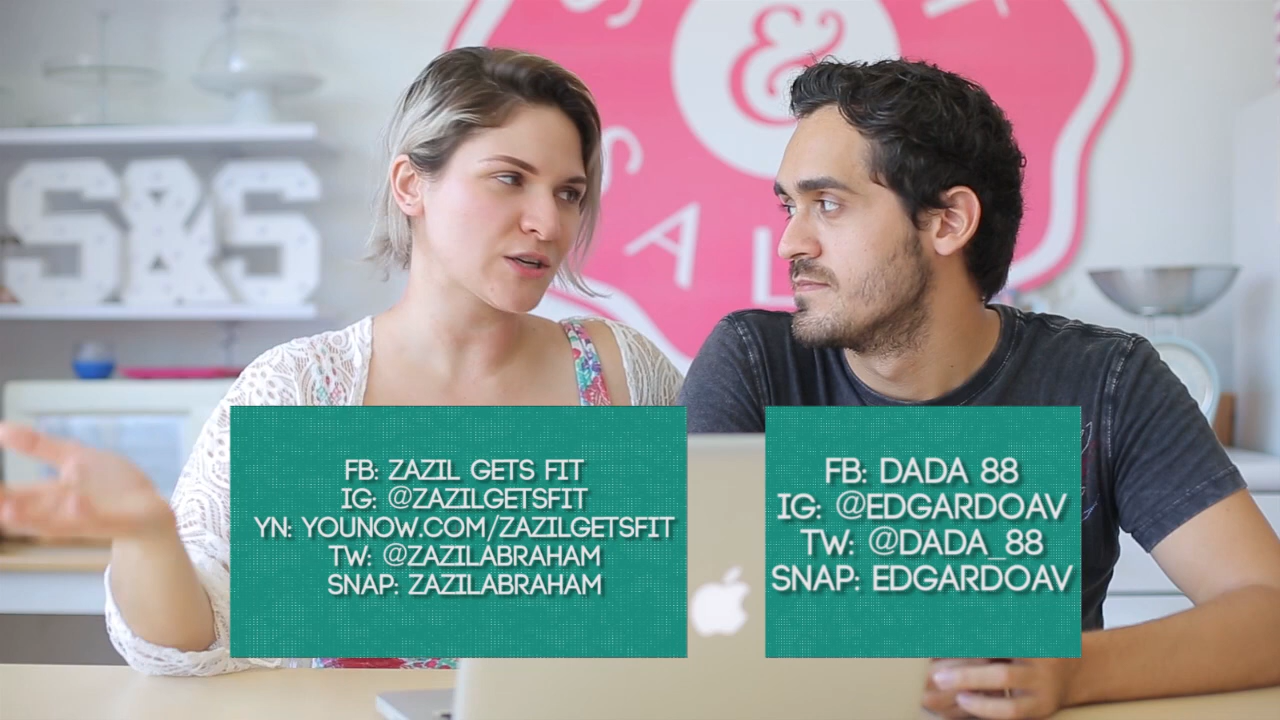 &
SAL
S&S
FB: ZAZIL GETS FIT
IG: @ZAZILGETSFIT
YN: YOUNOW.COM/ZAZILGETSFIT
TW: @ZAZILABRAHAM
SNAP: ZAZILABRAHAM
FB: DADA 88
IG: @EDGARDOAV
TW: @DADA_88
SNAP: EDGARDOAV